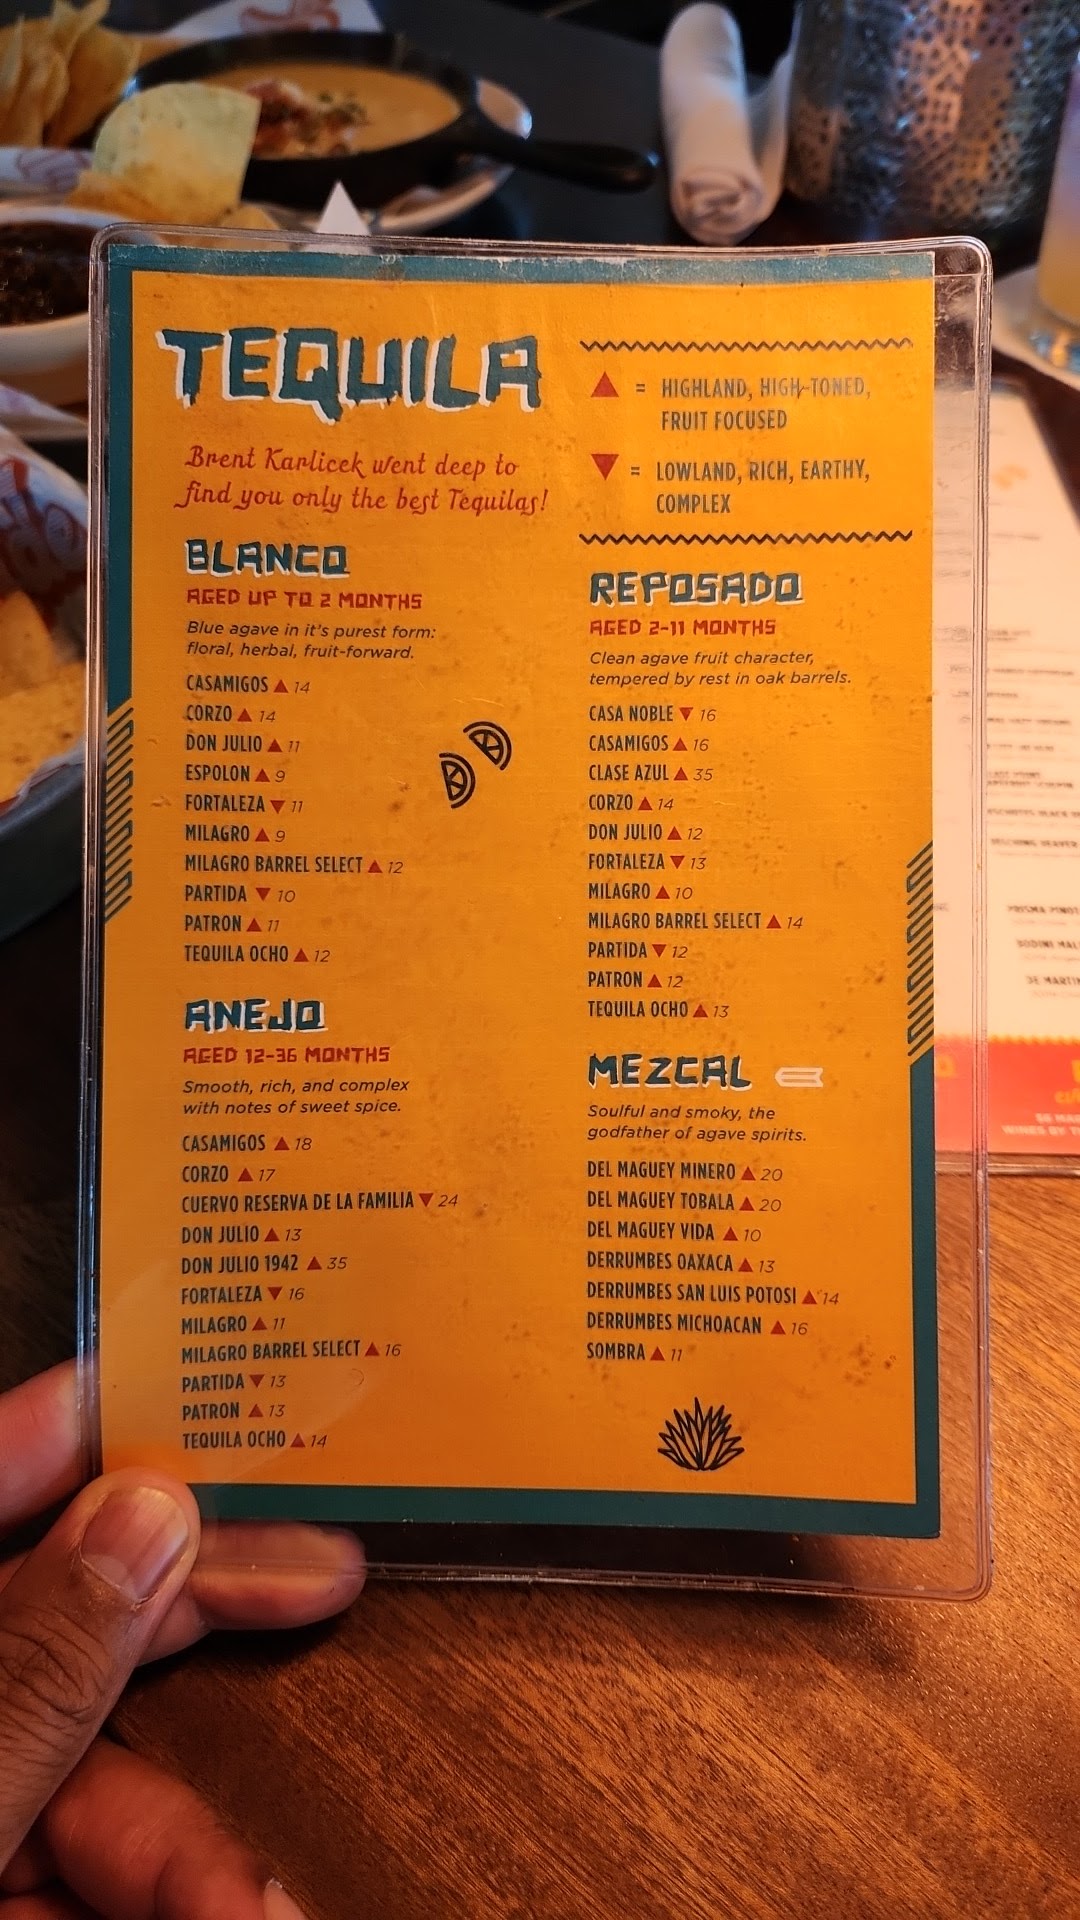 TEQUILA
Brent Karlicek went deep to
find you only the best Tequilas!
▲ = HIGHLAND, HIGH-TONED,
FRUIT FOCUSED
▼ = LOWLAND, RICH, EARTHY,
COMPLEX
BLANCO
AGED UP TO 2 MONTHS
Blue agave in it's purest form:
floral, herbal, fruit-forward.
CASAMIGOS ▲ 14
CORZO ▲ 14
DON JULIO ▲ 11
ESPOLON ▲ 9
FORTALEZA ▼ 11
MILAGRO ▲ 9
MILAGRO BARREL SELECT ▲ 12
PARTIDA ▼ 10
PATRON ▲ 11
TEQUILA OCHO ▲ 12
ANEJO
AGED 12-36 MONTHS
Smooth, rich, and complex
with notes of sweet spice.
CASAMIGOS ▲ 18
CORZO ▲ 17
CUERVO RESERVA DE LA FAMILIA ▼ 24
DON JULIO ▲ 13
DON JULIO 1942 ▲ 35
FORTALEZA ▼ 16
MILAGRO ▲ 11
MILAGRO BARREL SELECT ▲ 16
PARTIDA ▼ 13
PATRON ▲ 13
TEQUILA OCHO ▲ 14
REPOSADO
AGED 2-11 MONTHS
Clean agave fruit character,
tempered by rest in oak barrels.
CASA NOBLE ▼ 16
CASAMIGOS ▲ 16
CLASE AZUL ▲ 35
CORZO ▲ 14
DON JULIO ▲ 12
FORTALEZA ▼ 13
MILAGRO ▲ 10
MILAGRO BARREL SELECT ▲ 14
PARTIDA ▼ 12
PATRON ▲ 12
TEQUILA OCHO ▲ 13
MEZCAL
Soulful and smoky, the
godfather of agave spirits.
DEL MAGUEY MINERO ▲ 20
DEL MAGUEY TOBALA ▲ 20
DEL MAGUEY VIDA ▲ 10
DERRUMBES OAXACA ▲ 13
DERRUMBES SAN LUIS POTOSI ▲ 14
DERRUMBES MICHOACAN ▲ 16
SOMBRA ▲ 11